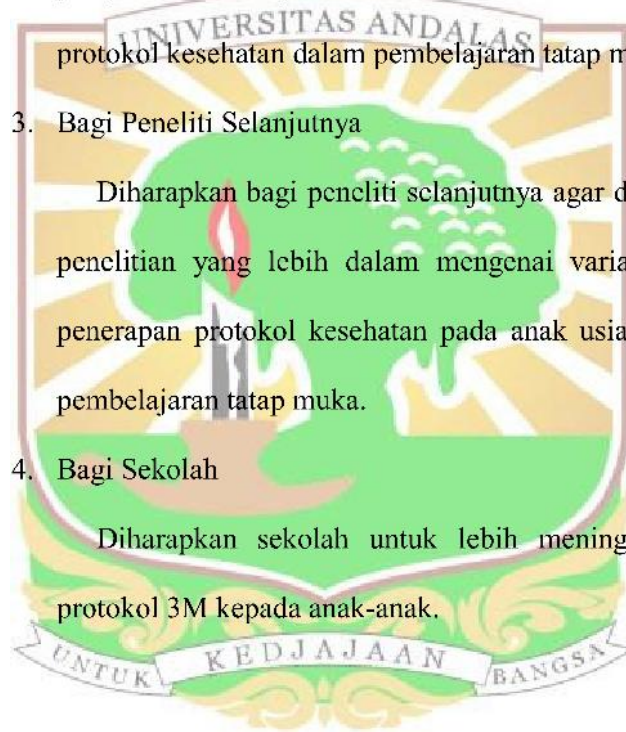 UNIVERSITAS ANDALAS
protokol kesehatan dalam pembelajaran tatap m
3. Bagi Peneliti Selanjutnya
Diharapkan bagi peneliti selanjutnya agar d
penelitian yang lebih dalam mengenai varia
penerapan protokol kesehatan pada anak usia
pembelajaran tatap muka.
4. Bagi Sekolah
Diharapkan sekolah untuk lebih mening
protokol 3M kepada anak-anak.
UNTUK KEDJAJAAN BANGSA